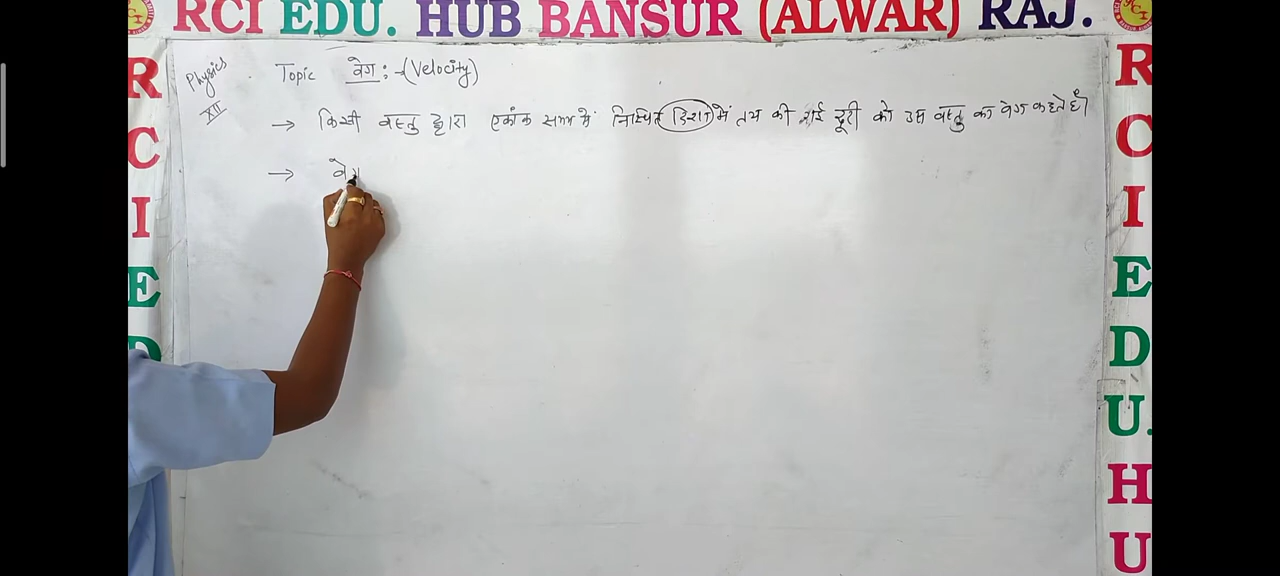 RCI EDU. HUB BANSUR (ALWAR) RAJ.
Physics
XII
Topic वेग :- (Velocity)
→ किसी वस्तु द्वारा एकांक समय में निश्चित दिशा में तय की गई दूरी को उस वस्तु का वेग कहते हैं।
→ वेग
R
C
I
E
D
R
C
I
E
D
U.
H
U